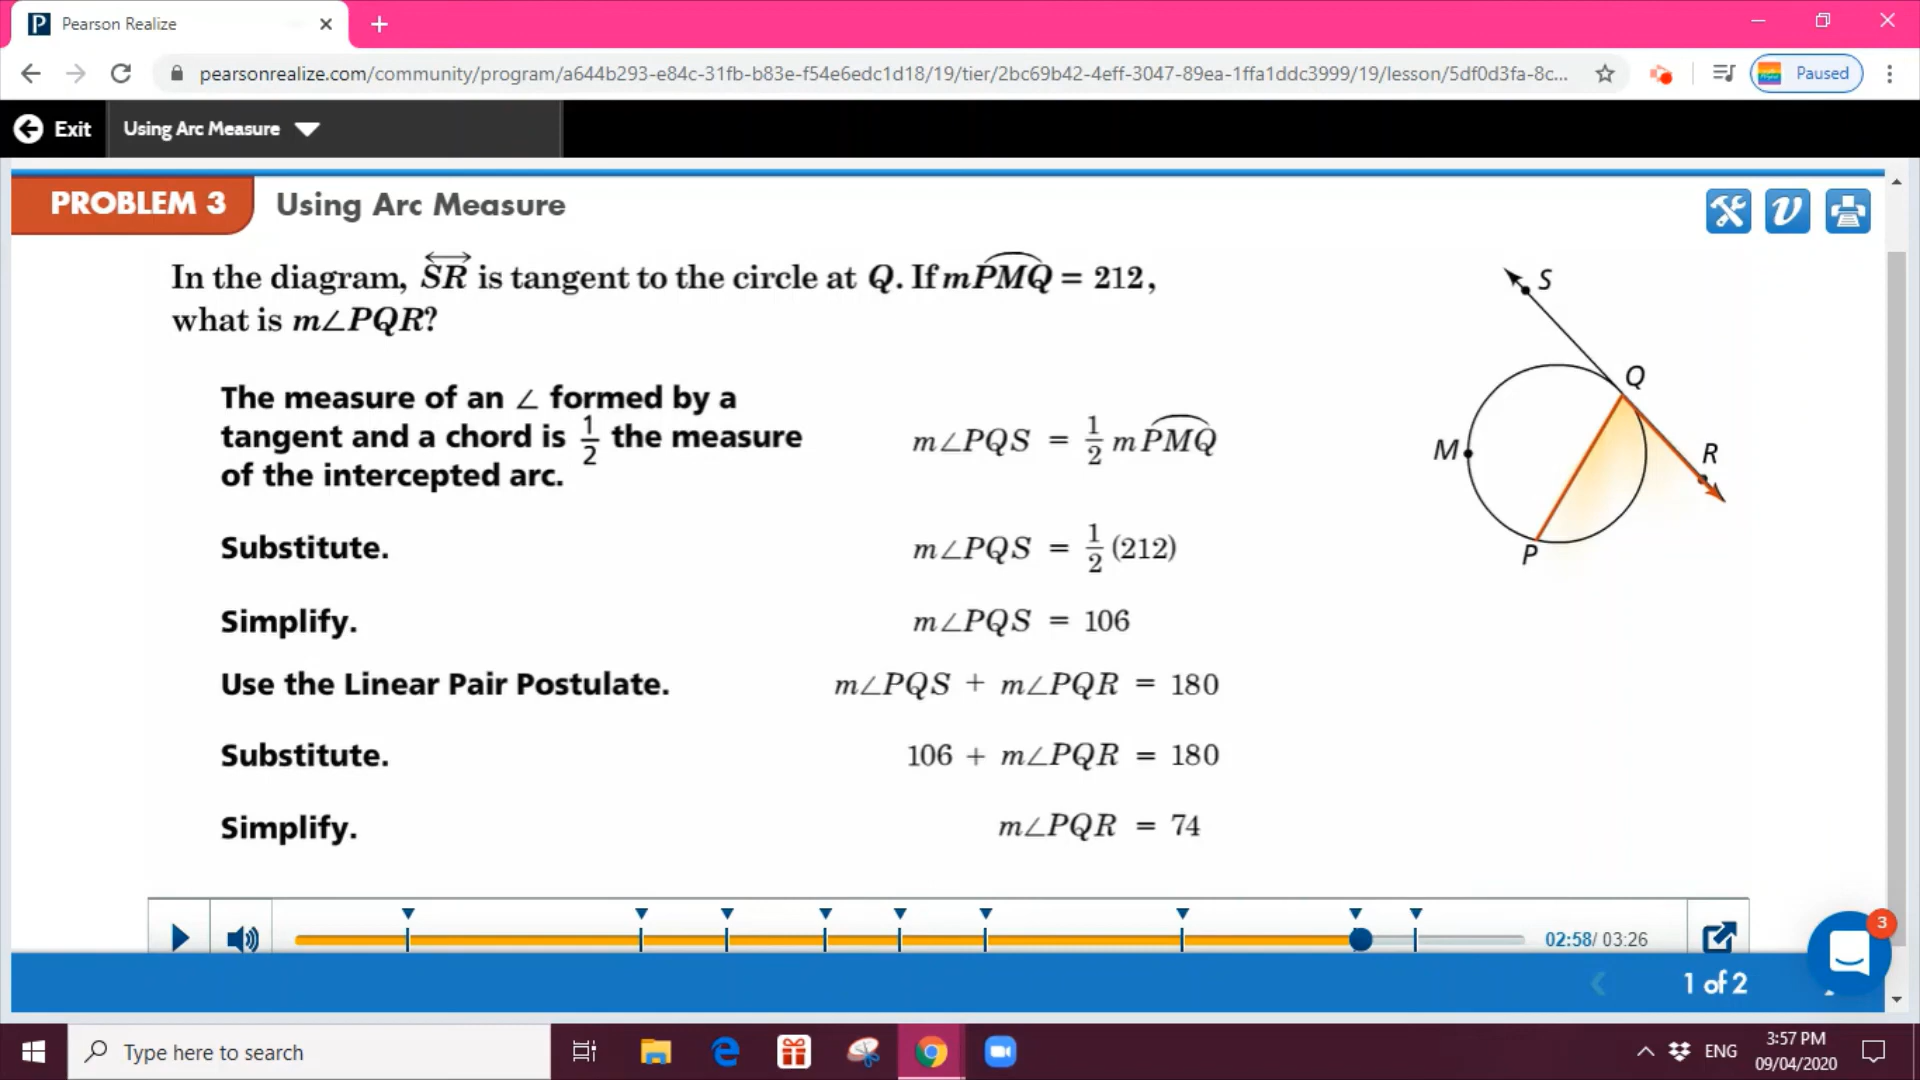 Pearson Realize
pearsonrealize.com/community/program/a644b293-e84c-31fb-b83e-f54e6edc1d18/19/tier/2bc69b42-4eff-3047-89ea-1ffa1ddc3999/19/lesson/5df0d3fa-8c...
Paused
Exit
Using Arc Measure
PROBLEM 3
Using Arc Measure
In the diagram, SR is tangent to the circle at Q. If mPMQ = 212,
what is m∠PQR?
The measure of an ∠ formed by a
tangent and a chord is 1/2 the measure
of the intercepted arc.
m∠PQS = 1/2 mPMQ
Substitute.
m∠PQS = 1/2 (212)
Simplify.
m∠PQS = 106
Use the Linear Pair Postulate.
m∠PQS + m∠PQR = 180
Substitute.
106 + m∠PQR = 180
Simplify.
m∠PQR = 74
S
Q
M
R
P
02:58/ 03:26
3
1 of 2
Type here to search
ENG
3:57 PM
09/04/2020